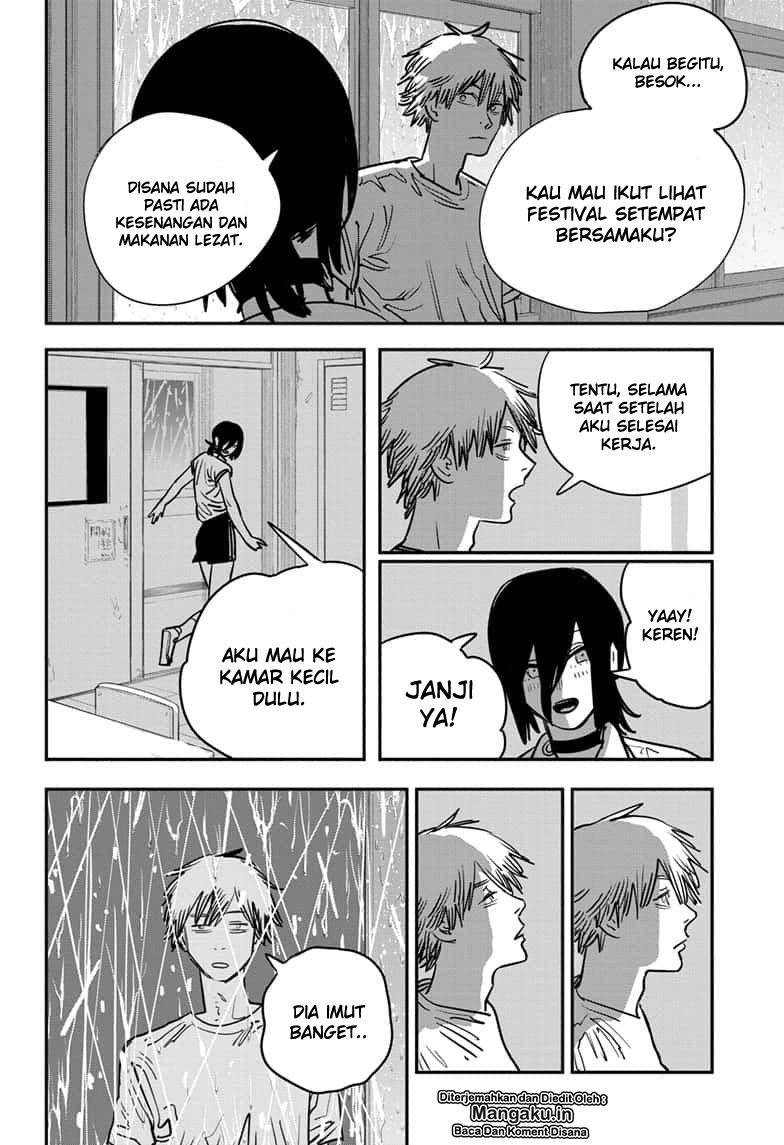 KALAU BEGITU,
BESOK...
KAU MAU IKUT LIHAT
FESTIVAL SETEMPAT
BERSAMAKU?
DISANA SUDAH
PASTI ADA
KESENANGAN DAN
MAKANAN LEZAT.
TENTU, SELAMA
SAAT SETELAH
AKU SELESAI
KERJA.
YAAY!
KEREN!
JANJI
YA!
AKU MAU KE
KAMAR KECIL
DULU.
DIA IMUT
BANGET..
Diterjemahkan dan Diedit Oleh:
Mangaku.in
Baca Dan Koment Disana